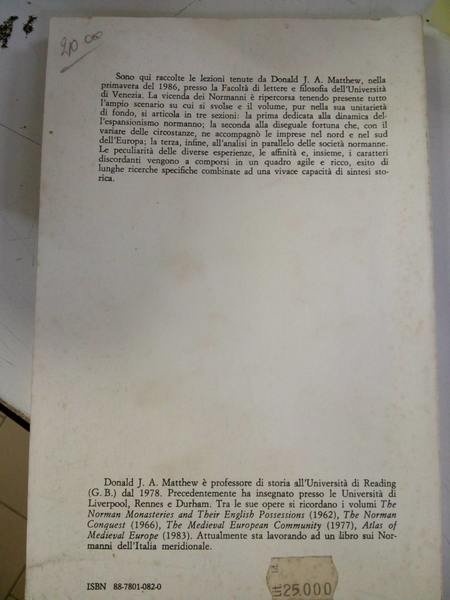 20 000
Sono qui raccolte le lezioni tenute da Donald J. A. Matthew, nella
primavera del 1986, presso la Facoltà di lettere e filosofia dell'Università
di Venezia. La vicenda dei Normanni è ripercorsa tenendo presente tutto
l'ampio scenario su cui si svolse e il volume, pur nella sua unitarietà
di fondo, si articola in tre sezioni: la prima dedicata alla dinamica del-
l'espansionismo normanno; la seconda alla diseguale fortuna che, con il
variare delle circostanze, ne accompagnò le imprese nel nord e nel sud
dell'Europa; la terza, infine, all'analisi in parallelo delle società normanne.
Le peculiarità delle diverse esperienze, le affinità e, insieme, i caratteri
discordanti vengono a comporsi in un quadro agile e ricco, esito di
lunghe ricerche specifiche combinate ad una vivace capacità di sintesi sto-
rica.
Donald J. A. Matthew è professore di storia all'Università di Reading
(G. B.) dal 1978. Precedentemente ha insegnato presso le Università di
Liverpool, Rennes e Durham. Tra le sue opere si ricordano i volumi The
Norman Monasteries and Their English Possessions (1962), The Norman
Conquest (1966), The Medieval European Community (1977), Atlas of
Medieval Europe (1983). Attualmente sta lavorando ad un libro sui Nor-
manni dell'Italia meridionale.
ISBN 88-7801-082-0
25.000